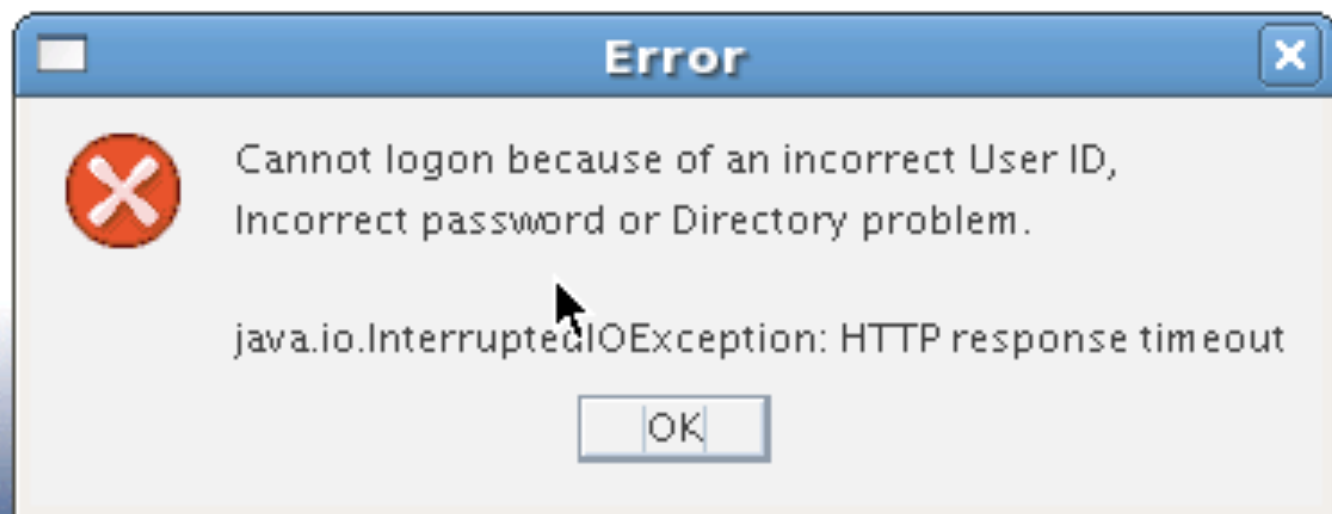 Error
Cannot logon because of an incorrect User ID,
Incorrect password or Directory problem.
java.io.InterruptedIOException: HTTP response timeout
OK